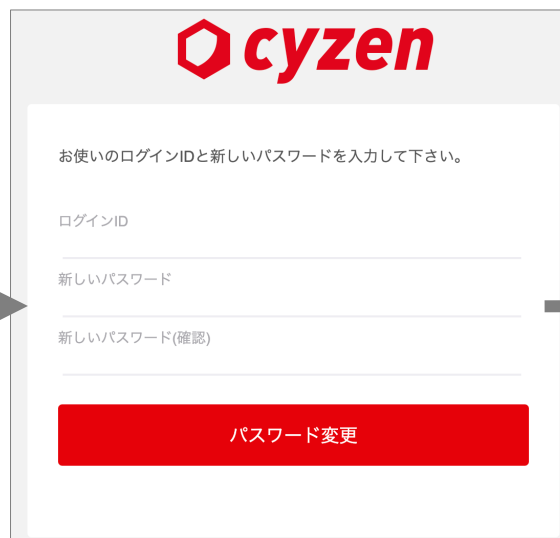 cyzen
お使いのログインIDと新しいパスワードを入力して下さい。
ログインID
新しいパスワード
新しいパスワード(確認)
パスワード変更